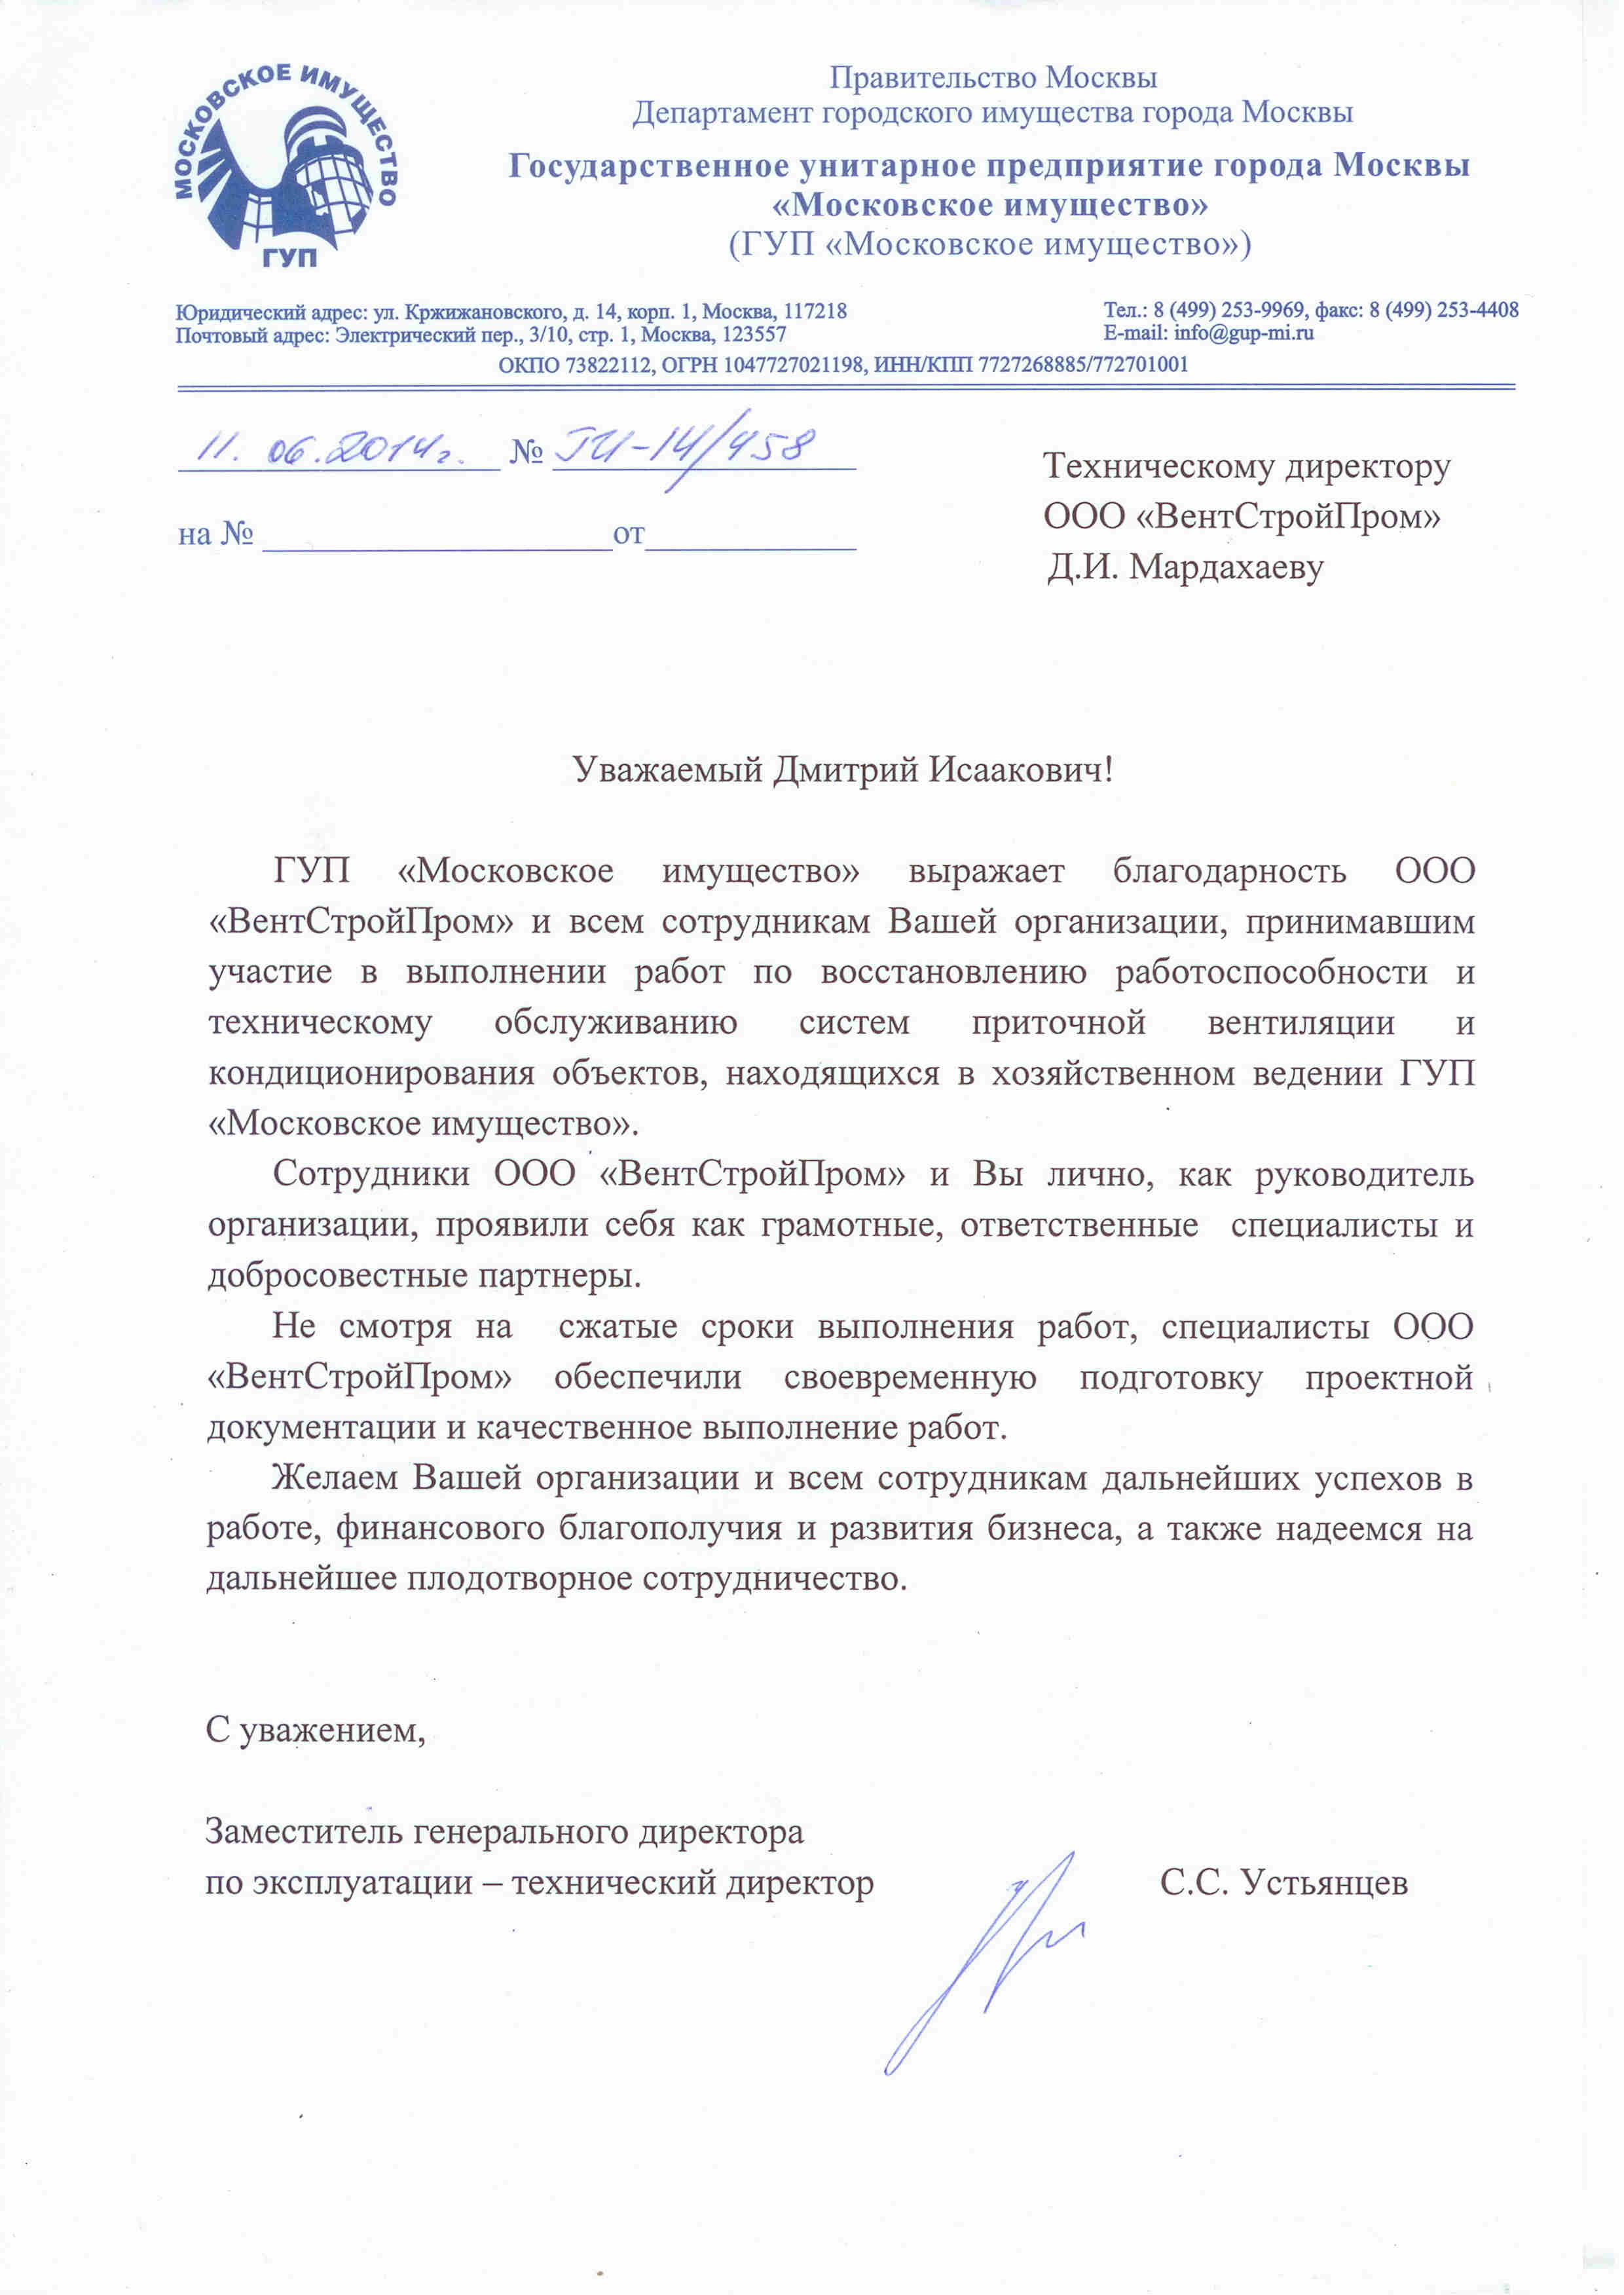 МОСКОВСКОЕ ИМУЩЕСТВО
ГУП
Правительство Москвы
Департамент городского имущества города Москвы
Государственное унитарное предприятие города Москвы
«Московское имущество»
(ГУП «Московское имущество»)
Юридический адрес: ул. Кржижановского, д. 14, корп. 1, Москва, 117218
Почтовый адрес: Электрический пер., 3/10, стр. 1, Москва, 123557
Тел.: 8 (499) 253-9969, факс: 8 (499) 253-4408
E-mail: info@gup-mi.ru
ОКПО 73822112, ОГРН 1047727021198, ИНН/КПП 7727268885/772701001
11. 06.2014г. №
на № от
Техническому директору
ООО «ВентСтройПром»
Д.И. Мардахаеву
Уважаемый Дмитрий Исаакович!
ГУП «Московское имущество» выражает благодарность ООО
«ВентСтройПром» и всем сотрудникам Вашей организации, принимавшим
участие в выполнении работ по восстановлению работоспособности и
техническому обслуживанию систем приточной вентиляции и
кондиционирования объектов, находящихся в хозяйственном ведении ГУП
«Московское имущество».
Сотрудники ООО «ВентСтройПром» и Вы лично, как руководитель
организации, проявили себя как грамотные, ответственные специалисты и
добросовестные партнеры.
Не смотря на сжатые сроки выполнения работ, специалисты ООО
«ВентСтройПром» обеспечили своевременную подготовку проектной
документации и качественное выполнение работ.
Желаем Вашей организации и всем сотрудникам дальнейших успехов в
работе, финансового благополучия и развития бизнеса, а также надеемся на
дальнейшее плодотворное сотрудничество.
С уважением,
Заместитель генерального директора
по эксплуатации – технический директор
С.С. Устьянцев